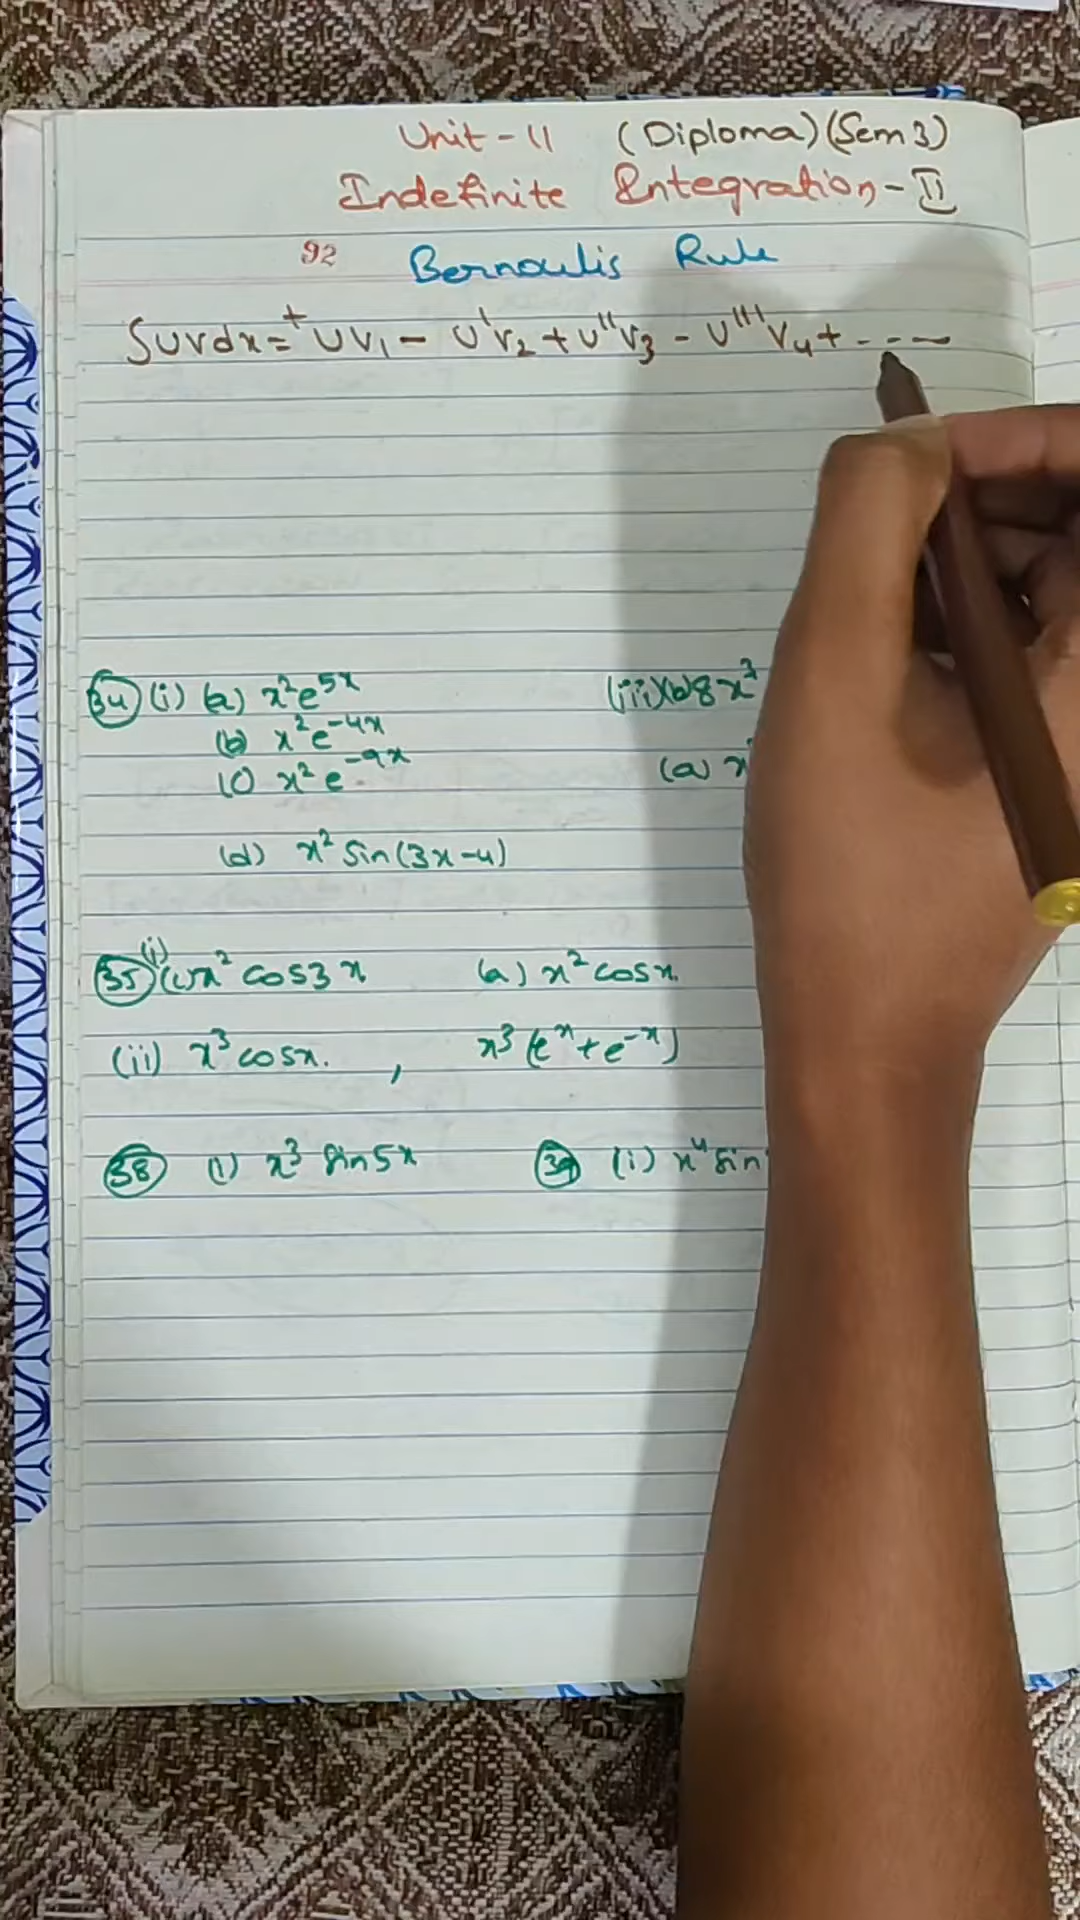 Unit - 11 (Diploma) (Sem 3)
Indefinite Integration - II
92 Bernoulis Rule
∫uvdx = + uv₁ - u'v₂ + u''v₃ - u'''v₄ + - - -
(34) (i) (a) x²e^5x (iii) (b) 8x³
(b) x²e^-4x
(c) x²e^-9x (a)
(d) x² sin(3x-4)
(35) (i) (c) x² cos3x (a) x² cosx.
(ii) x³ cosx. , x³ (e^x + e^-x)
(38) (i) x³ sin5x (39) (i) x⁴ sin